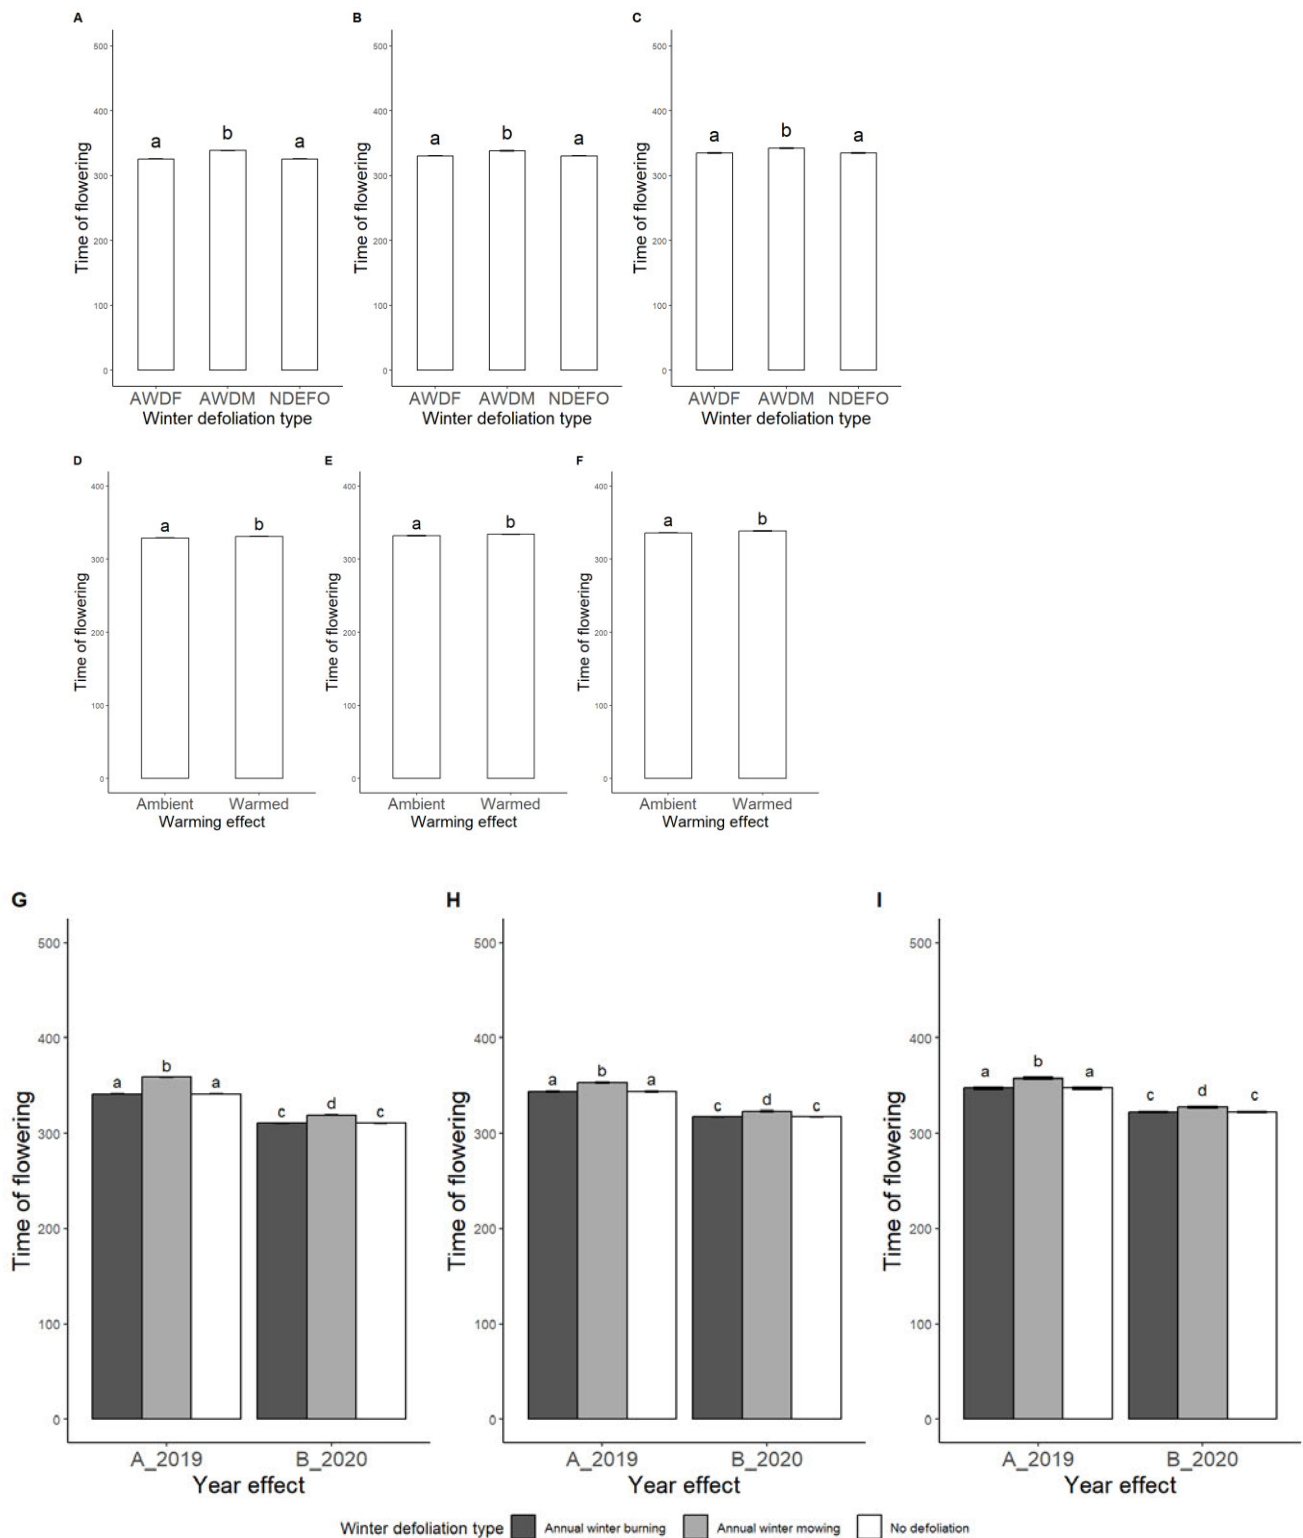 A B C
500 500 500
400 400 400
300 300 300
200 200 200
100 100 100
0 0 0
Time of flowering Time of flowering Time of flowering
a b a a b a a b a
AWDF AWDM NDEFO AWDF AWDM NDEFO AWDF AWDM NDEFO
Winter defoliation type Winter defoliation type Winter defoliation type
D E F
400 400 400
300 300 300
200 200 200
100 100 100
0 0 0
Time of flowering Time of flowering Time of flowering
a b a b a b
Ambient Warmed Ambient Warmed Ambient Warmed
Warming effect Warming effect Warming effect
G H I
500 500 500
400 400 400
300 300 300
200 200 200
100 100 100
0 0 0
Time of flowering Time of flowering Time of flowering
a b a c d c a b a c d c a b a c d c
A_2019 B_2020 A_2019 B_2020 A_2019 B_2020
Year effect Year effect Year effect
Winter defoliation type Annual winter burning Annual winter mowing No defoliation